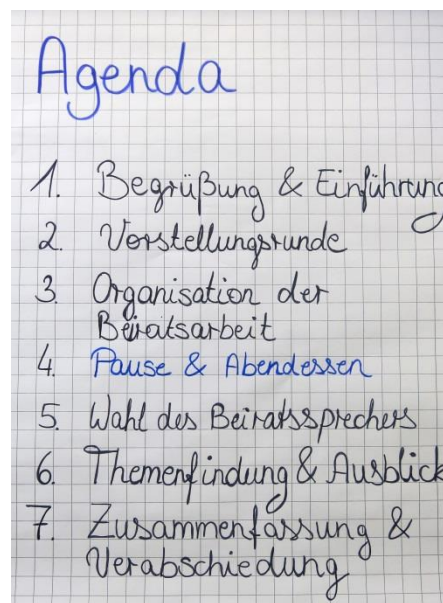 Agenda
1. Begrüßung & Einführung
2. Vorstellungsrunde
3. Organisation der
Beiratsarbeit
4. Pause & Abendessen
5. Wahl des Beiratssprechers
6. Themenfindung & Ausblick
7. Zusammenfassung &
Verabschiedung